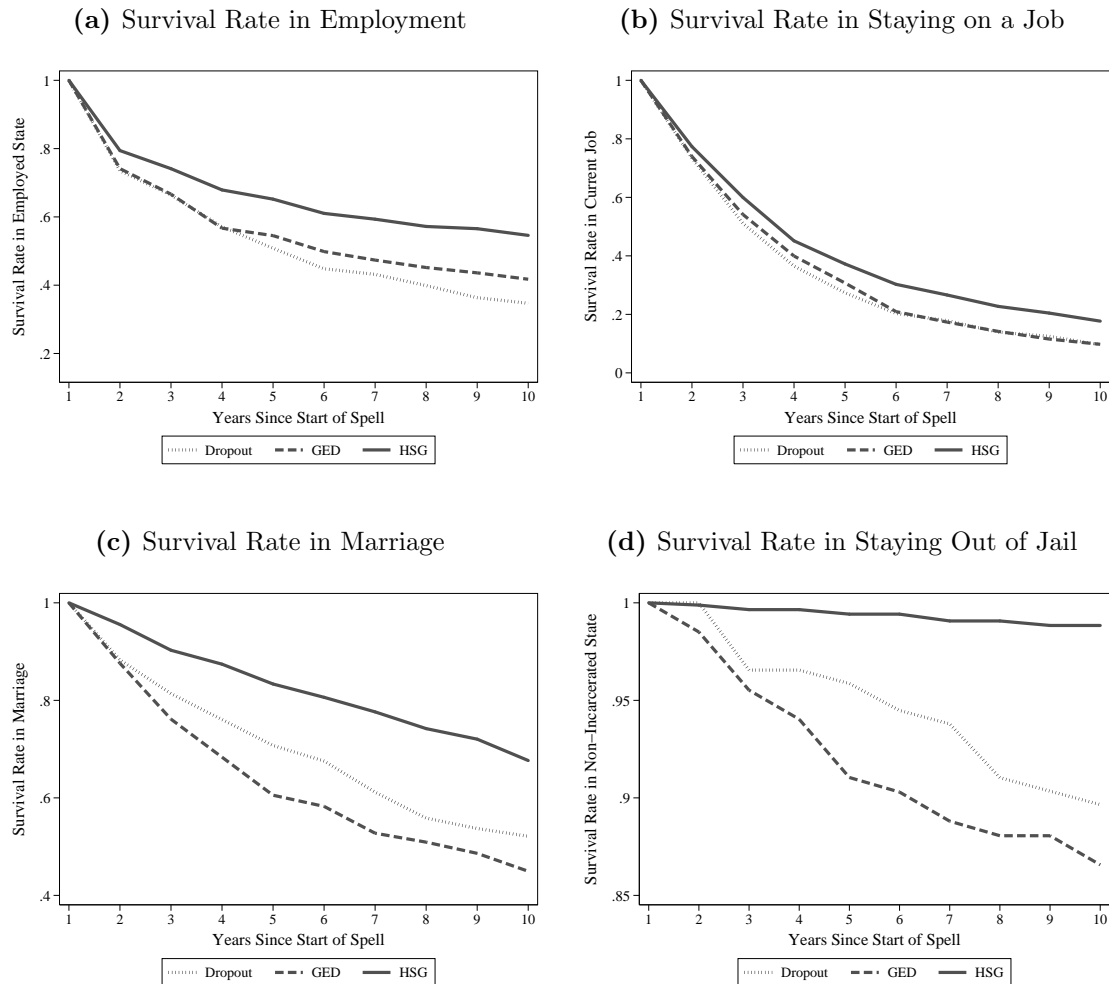 (a) Survival Rate in Employment
Survival Rate in Employed State
1
.8
.6
.4
.2
1 2 3 4 5 6 7 8 9 10
Years Since Start of Spell
Dropout GED HSG
(b) Survival Rate in Staying on a Job
Survival Rate in Current Job
1
.8
.6
.4
.2
0
1 2 3 4 5 6 7 8 9 10
Years Since Start of Spell
Dropout GED HSG
(c) Survival Rate in Marriage
Survival Rate in Marriage
1
.8
.6
.4
1 2 3 4 5 6 7 8 9 10
Years Since Start of Spell
Dropout GED HSG
(d) Survival Rate in Staying Out of Jail
Survival Rate in Non−Incarcerated State
1
.95
.9
.85
1 2 3 4 5 6 7 8 9 10
Years Since Start of Spell
Dropout GED HSG